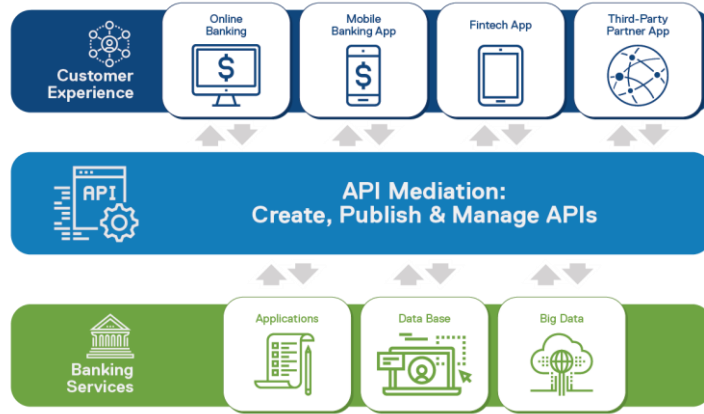 Customer
Experience
Online
Banking
$
Mobile
Banking App
$
Fintech App
Third-Party
Partner App
API
API Mediation:
Create, Publish & Manage APIs
Banking
Services
Applications
Data Base
Big Data